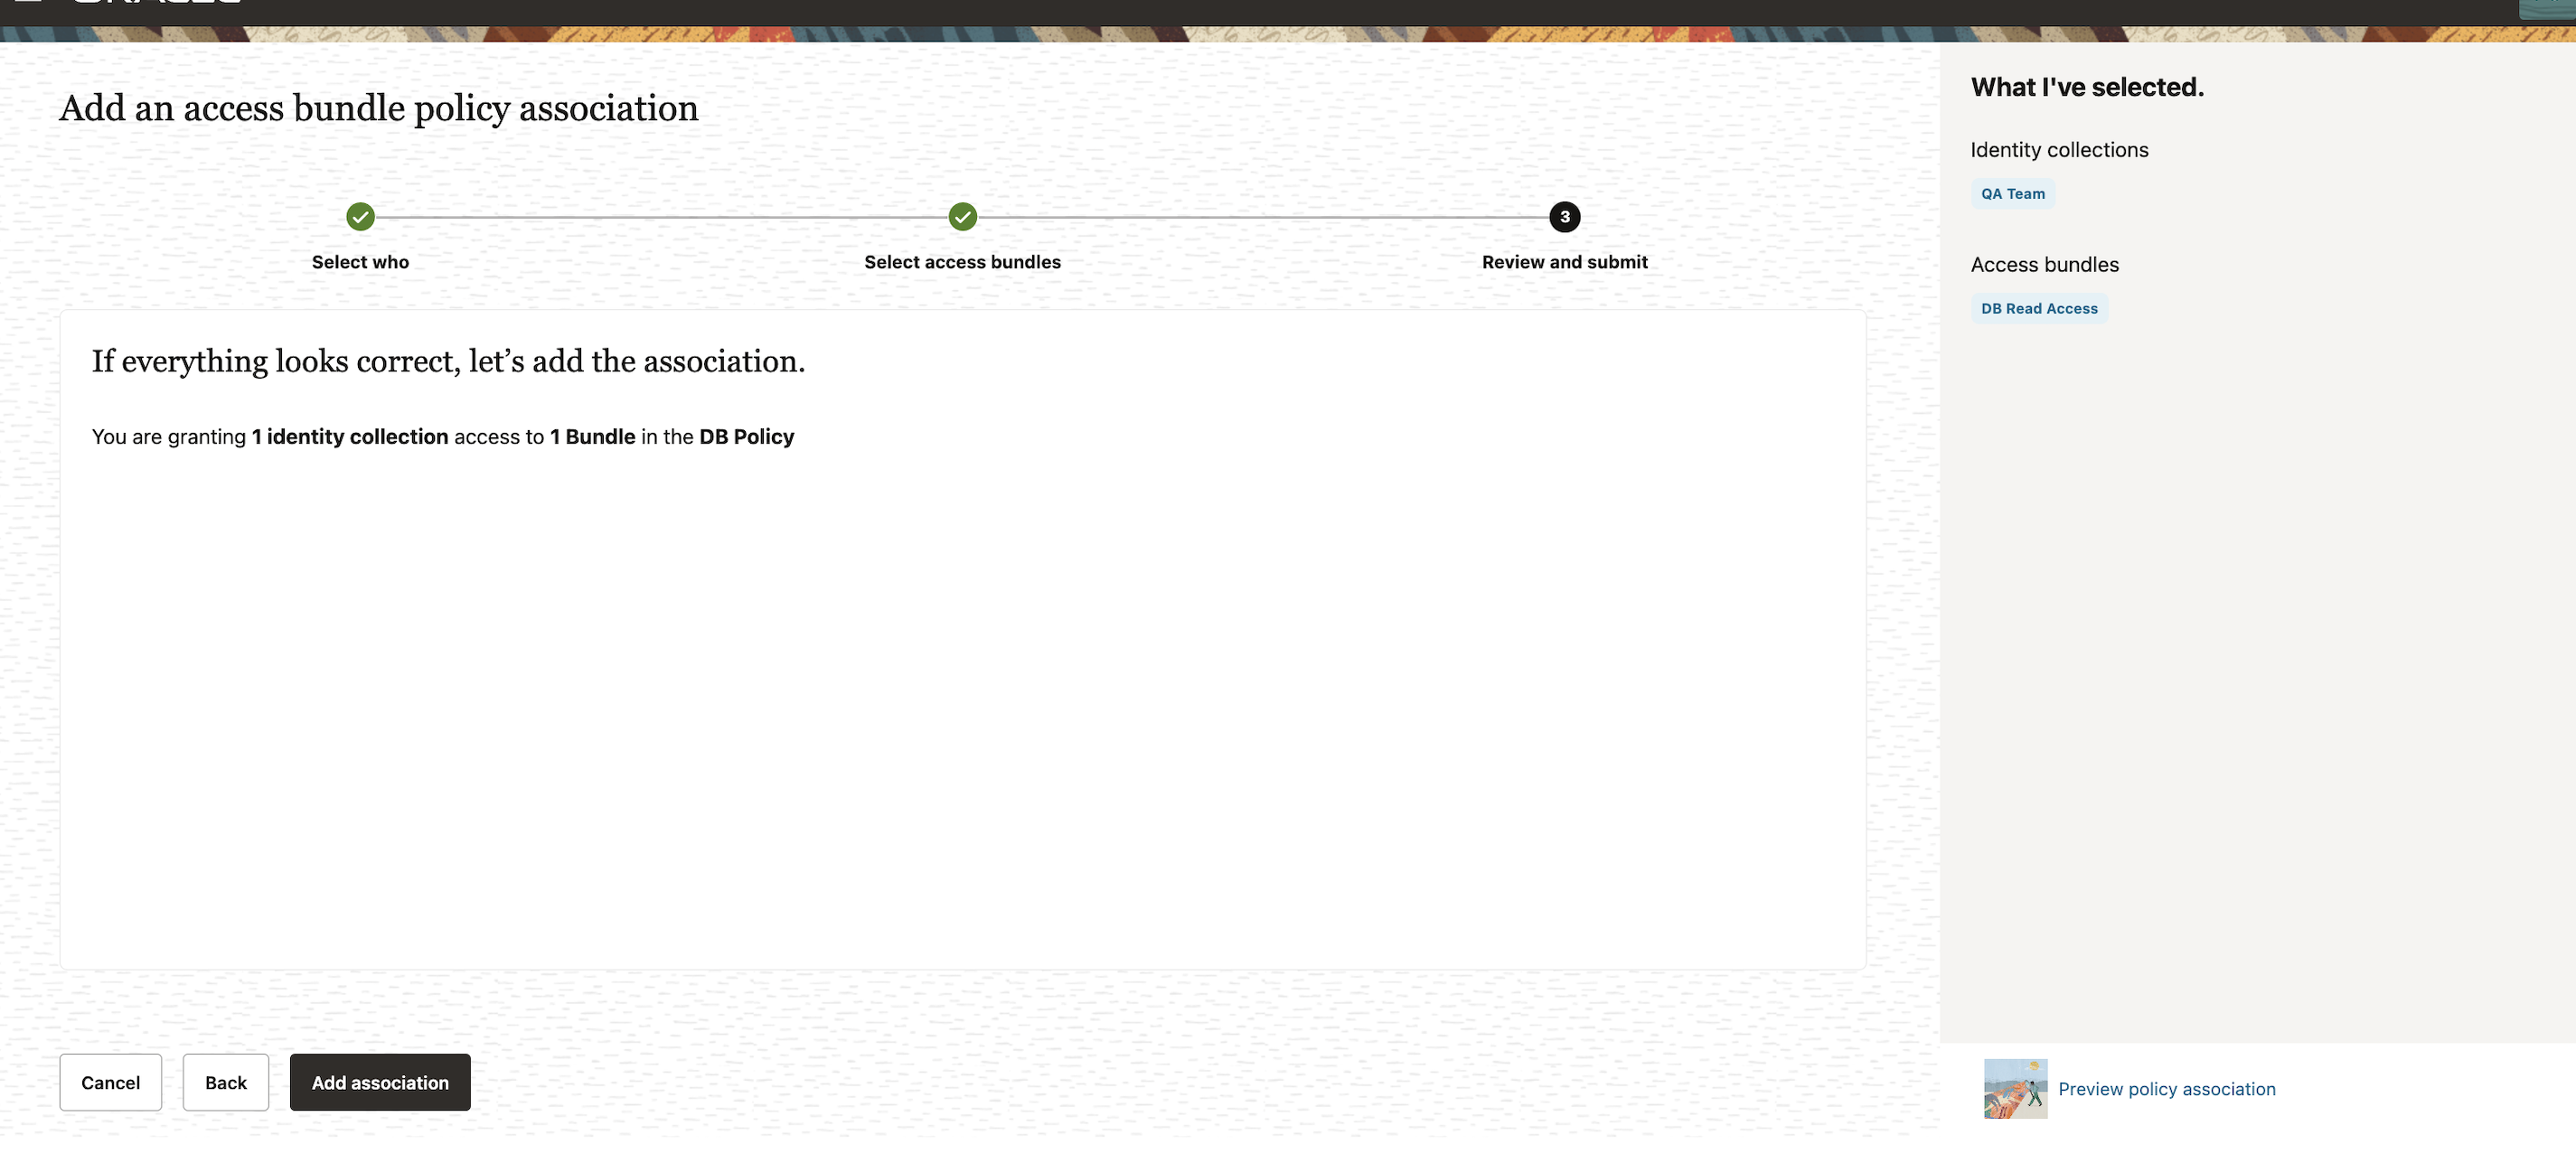 Add an access bundle policy association
Select who
Select access bundles
3
Review and submit
If everything looks correct, let’s add the association.
You are granting 1 identity collection access to 1 Bundle in the DB Policy
Cancel
Back
Add association
What I've selected.
Identity collections
QA Team
Access bundles
DB Read Access
Preview policy association